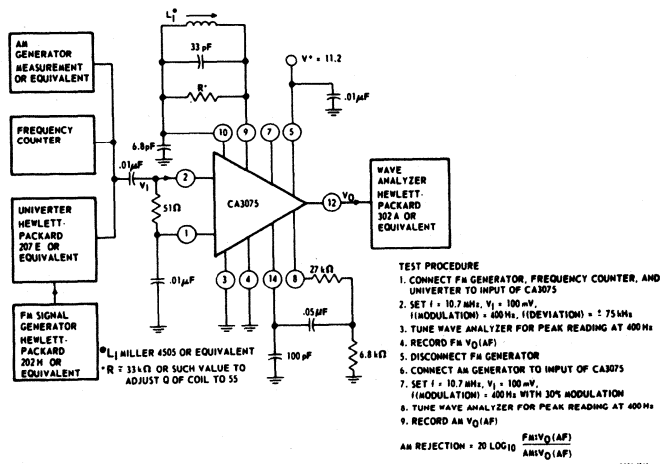 L₁●
AM
GENERATOR
MEASUREMENT
OR EQUIVALENT
33 pF
V⁺ = 11.2
R*
.01µF
FREQUENCY
COUNTER
6.8pF
10
9
7
5
.01µF
V₁
2
CA3075
12
V₀
WAVE
ANALYZER
HEWLETT-
PACKARD
302 A OR
EQUIVALENT
UNIVERTER
HEWLETT-
PACKARD
207 E OR
EQUIVALENT
51Ω
1
3
4
14
8
27 kΩ
.01µF
.05µF
100 pF
6.8kΩ
FM SIGNAL
GENERATOR
HEWLETT-
PACKARD
202 H OR
EQUIVALENT
●L₁ MILLER 4505 OR EQUIVALENT
*R = 33kΩ OR SUCH VALUE TO
ADJUST Q OF COIL TO 55
TEST PROCEDURE
1. CONNECT FM GENERATOR, FREQUENCY COUNTER, AND
UNIVERTER TO INPUT OF CA3075
2. SET f = 10.7 MHz, V₁ = 100 mV,
f(MODULATION) = 400 Hz, f(DEVIATION) = ± 75 kHz
3. TUNE WAVE ANALYZER FOR PEAK READING AT 400 Hz
4. RECORD FM V₀(AF)
5. DISCONNECT FM GENERATOR
6. CONNECT AM GENERATOR TO INPUT OF CA3075
7. SET f = 10.7 MHz, V₁ = 100 mV,
f(MODULATION) = 400 Hz WITH 30% MODULATION
8. TUNE WAVE ANALYZER FOR PEAK READING AT 400 Hz
9. RECORD AM V₀(AF)
AM REJECTION = 20 LOG₁₀ FM:V₀(AF)
AM:V₀(AF)